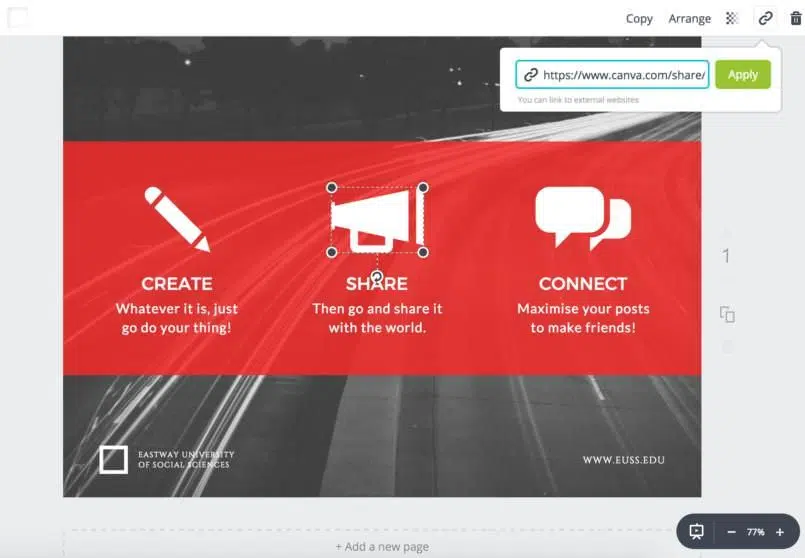 Copy Arrange
https://www.canva.com/share/
Apply
You can link to external websites
CREATE
Whatever it is, just
go do your thing!
SHARE
Then go and share it
with the world.
CONNECT
Maximise your posts
to make friends!
1
EASTWAY UNIVERSITY
OF SOCIAL SCIENCES
WWW.EUSS.EDU
+ Add a new page
− 77% +